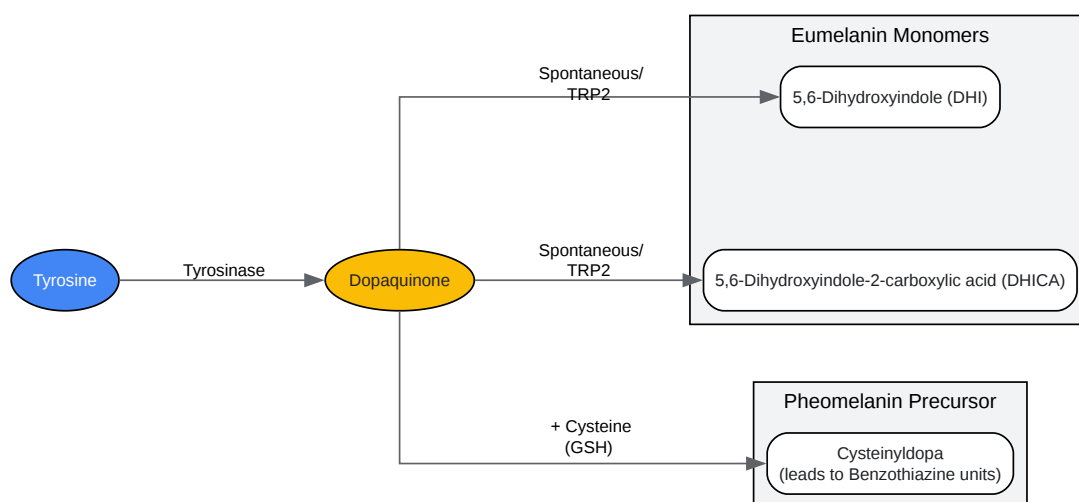 Eumelanin Monomers
Spontaneous/
TRP2
5,6-Dihydroxyindole (DHI)
Tyrosine
Tyrosinase
Dopaquinone
Spontaneous/
TRP2
5,6-Dihydroxyindole-2-carboxylic acid (DHICA)
Pheomelanin Precursor
+ Cysteine
(GSH)
Cysteinyldopa
(leads to Benzothiazine units)